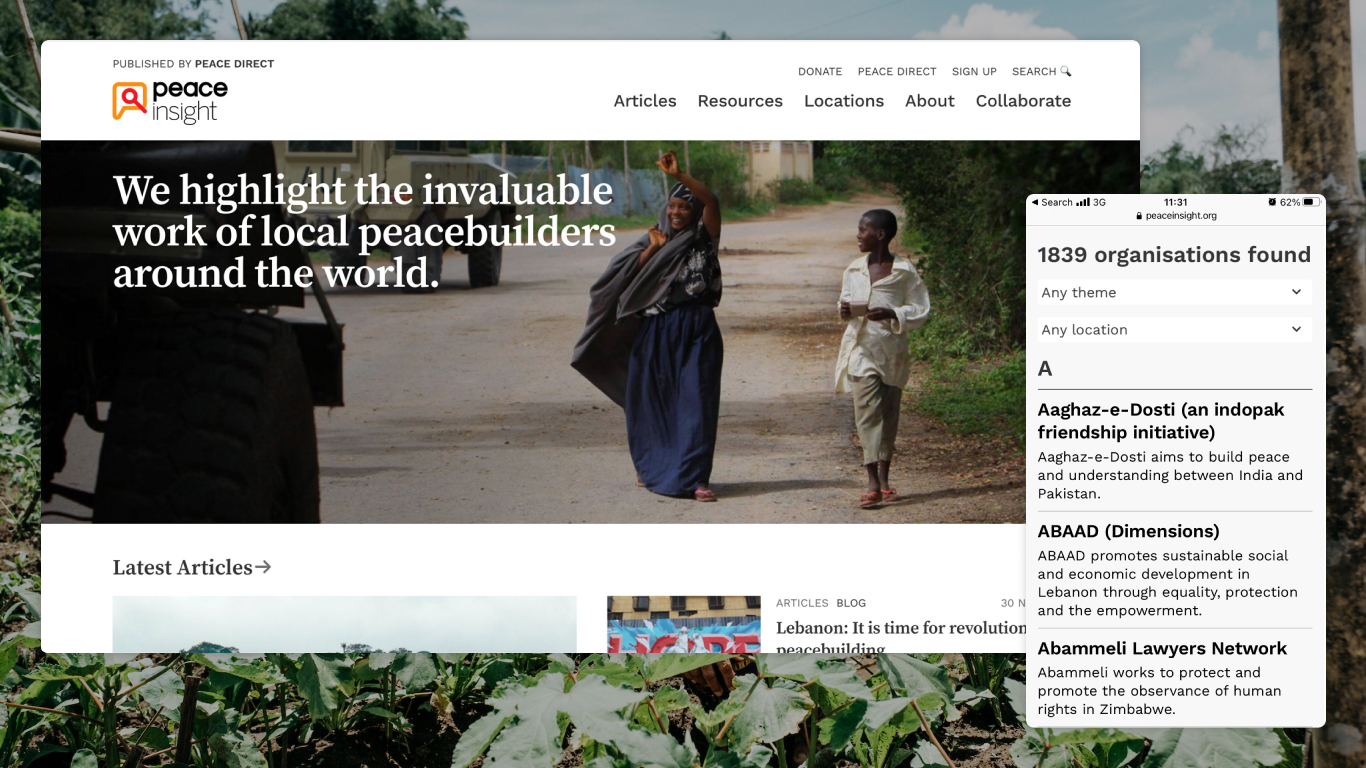 PUBLISHED BY PEACE DIRECT
peace
insight
DONATE PEACE DIRECT SIGN UP SEARCH
Articles Resources Locations About Collaborate
We highlight the invaluable
work of local peacebuilders
around the world.
Latest Articles→
ARTICLES BLOG 30 N
Lebanon: It is time for revolution
peacebuilding
Search 3G 11:31 62%
peaceinsight.org
1839 organisations found
Any theme
Any location
A
Aaghaz-e-Dosti (an indopak
friendship initiative)
Aaghaz-e-Dosti aims to build peace
and understanding between India and
Pakistan.
ABAAD (Dimensions)
ABAAD promotes sustainable social
and economic development in
Lebanon through equality, protection
and the empowerment.
Abammeli Lawyers Network
Abammeli works to protect and
promote the observance of human
rights in Zimbabwe.